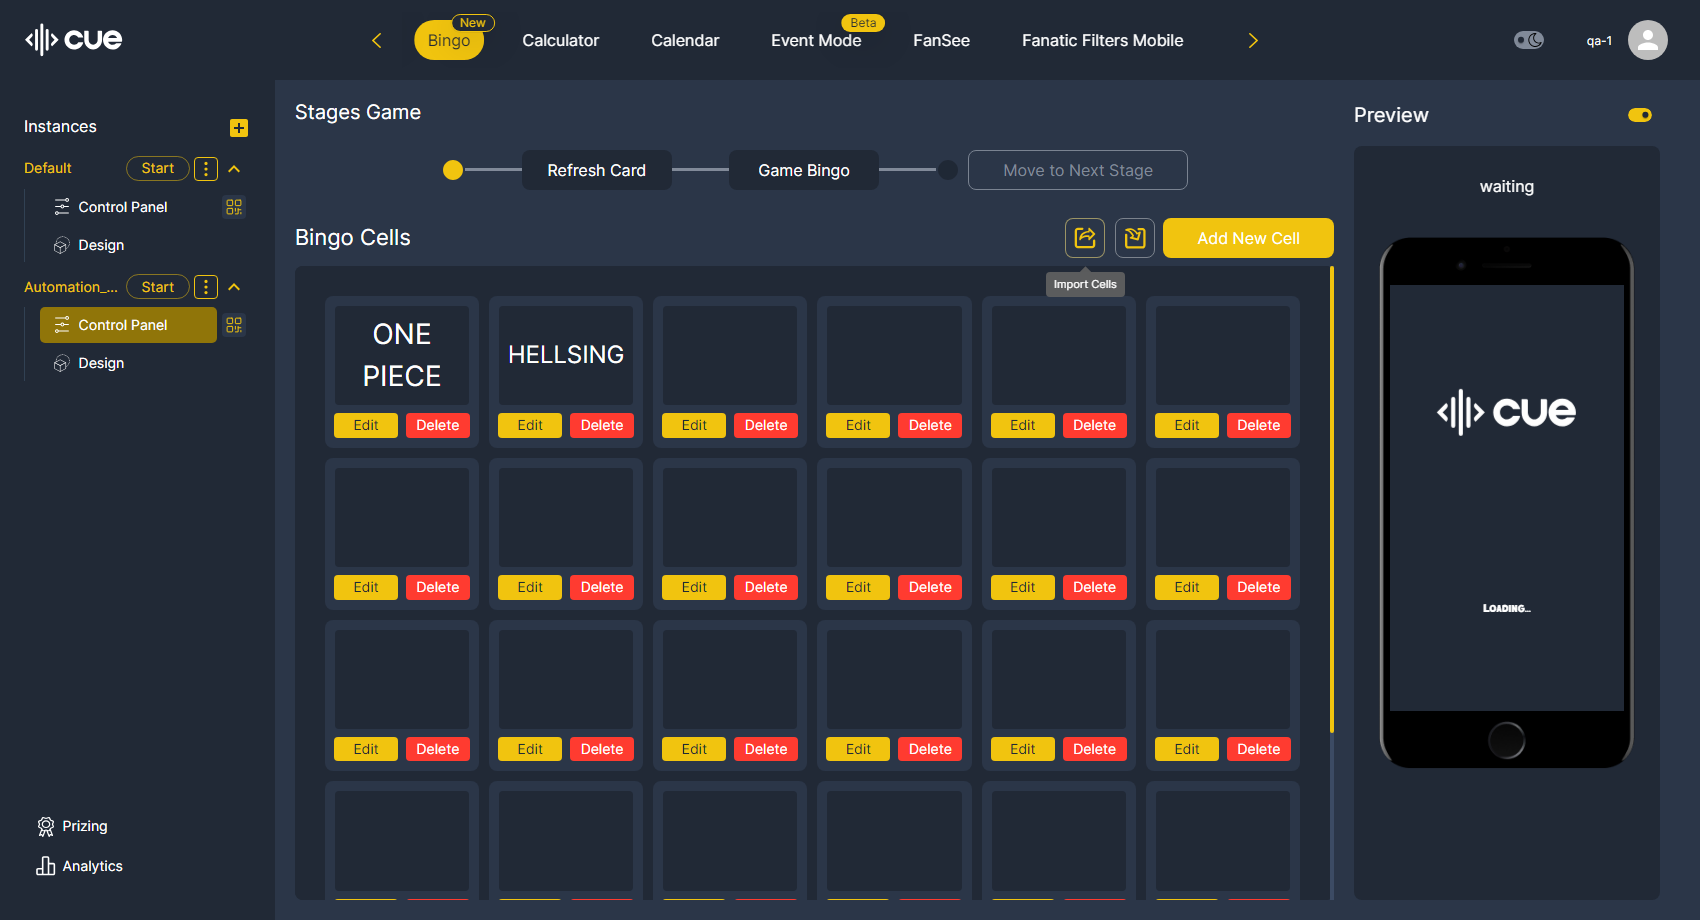 cue
New
Bingo
Calculator
Calendar
Event Mode
Beta
FanSee
Fanatic Filters Mobile
qa-1
Instances
Default
Start
Control Panel
Design
Automation_...
Start
Control Panel
Design
Prizing
Analytics
Stages Game
Refresh Card
Game Bingo
Move to Next Stage
Bingo Cells
Add New Cell
Import Cells
ONE
PIECE
HELLSING
Edit Delete Edit Delete Edit Delete Edit Delete Edit Delete Edit Delete
Edit Delete Edit Delete Edit Delete Edit Delete Edit Delete Edit Delete
Edit Delete Edit Delete Edit Delete Edit Delete Edit Delete Edit Delete
Preview
waiting
cue
LOADING...